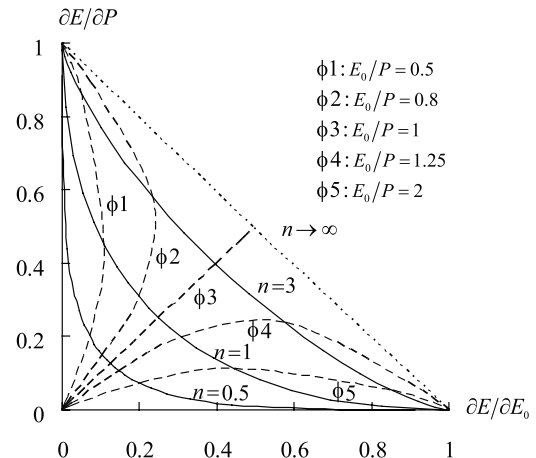 ∂E/∂P
1
0.8
0.6
0.4
0.2
0
0
0.2
0.4
0.6
0.8
1
∂E/∂E₀
ϕ1: E₀/P = 0.5
ϕ2: E₀/P = 0.8
ϕ3: E₀/P = 1
ϕ4: E₀/P = 1.25
ϕ5: E₀/P = 2
ϕ1
ϕ2
n→∞
ϕ3
n=3
ϕ4
n=1
n=0.5
ϕ5